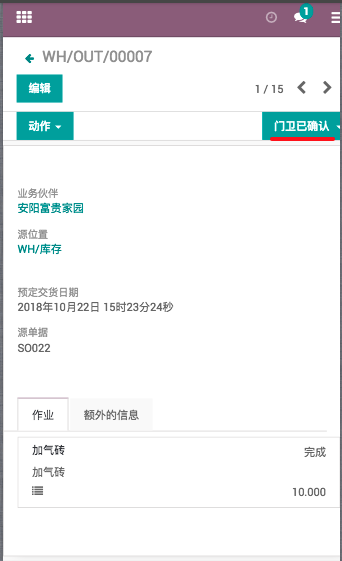 1
WH/OUT/00007
编辑
1 / 15
动作
门卫已确认
业务伙伴
安阳富贵家园
源位置
WH/库存
预定交货日期
2018年10月22日 15时23分24秒
源单据
SO022
作业
额外的信息
加气砖
完成
加气砖
10.000